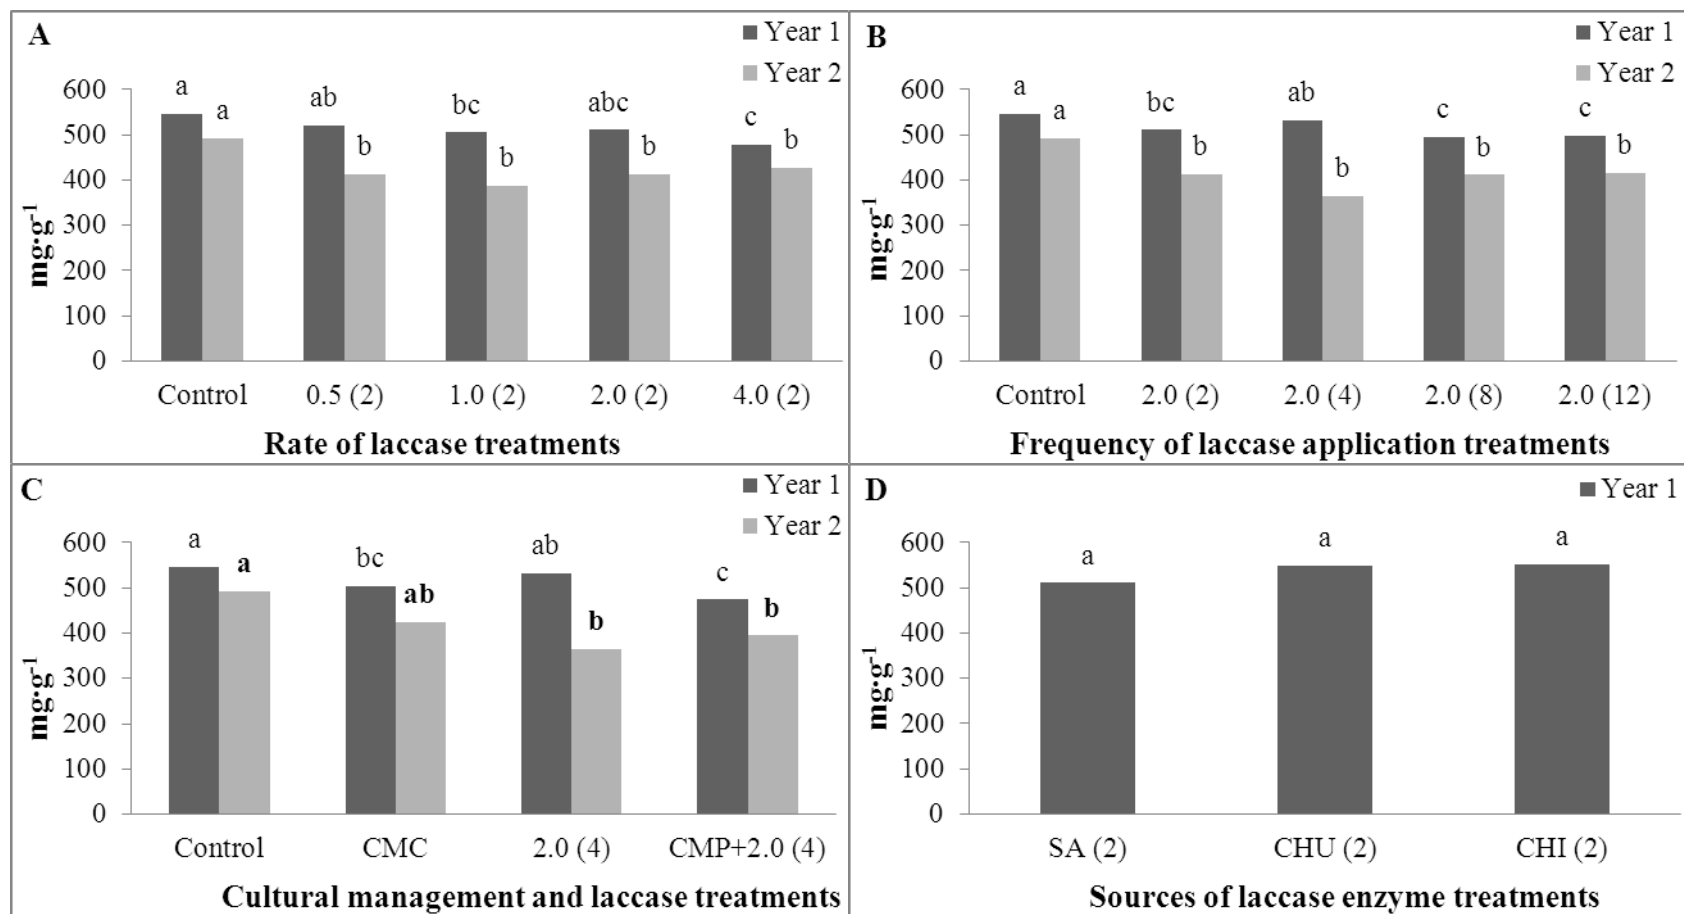 A
Year 1
Year 2
mg·g-1
600
500
400
300
200
100
0
a
a
ab
b
bc
b
abc
b
c
b
Control
0.5 (2)
1.0 (2)
2.0 (2)
4.0 (2)
Rate of laccase treatments
B
Year 1
Year 2
mg·g-1
600
500
400
300
200
100
0
a
a
bc
b
ab
b
c
b
c
b
Control
2.0 (2)
2.0 (4)
2.0 (8)
2.0 (12)
Frequency of laccase application treatments
C
Year 1
Year 2
mg·g-1
600
500
400
300
200
100
0
a
a
bc
ab
ab
b
c
b
Control
CMC
2.0 (4)
CMP+2.0 (4)
Cultural management and laccase treatments
D
Year 1
mg·g-1
600
500
400
300
200
100
0
a
a
a
SA (2)
CHU (2)
CHI (2)
Sources of laccase enzyme treatments